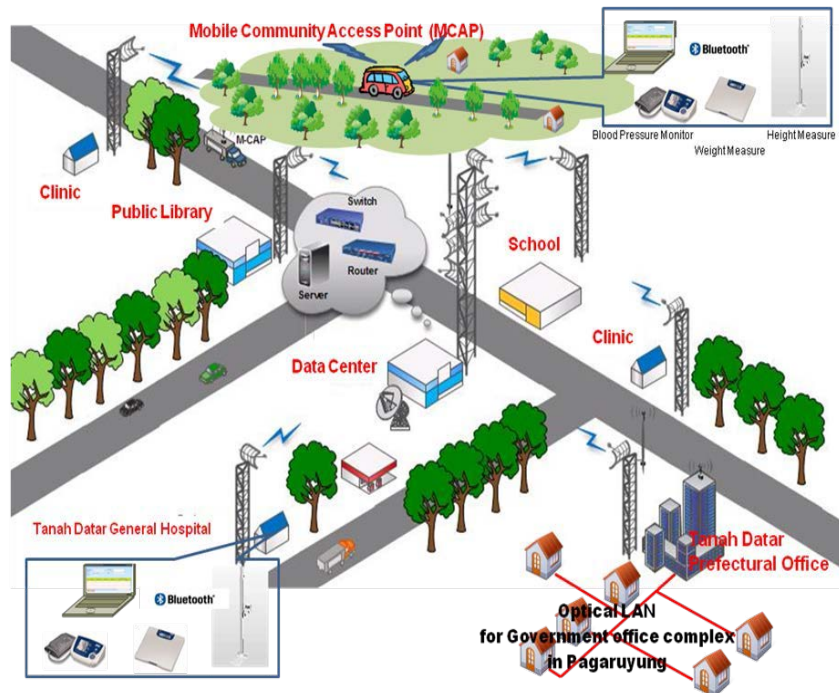 Mobile Community Access Point (MCAP)
Bluetooth
Blood Pressure Monitor
Height Measure
Weight Measure
M-CAP
Clinic
Public Library
Switch
Router
Server
School
Data Center
Clinic
Tanah Datar General Hospital
Bluetooth
Tanah Datar
Prefectural Office
Optical LAN
for Government office complex
in Pagaruyung